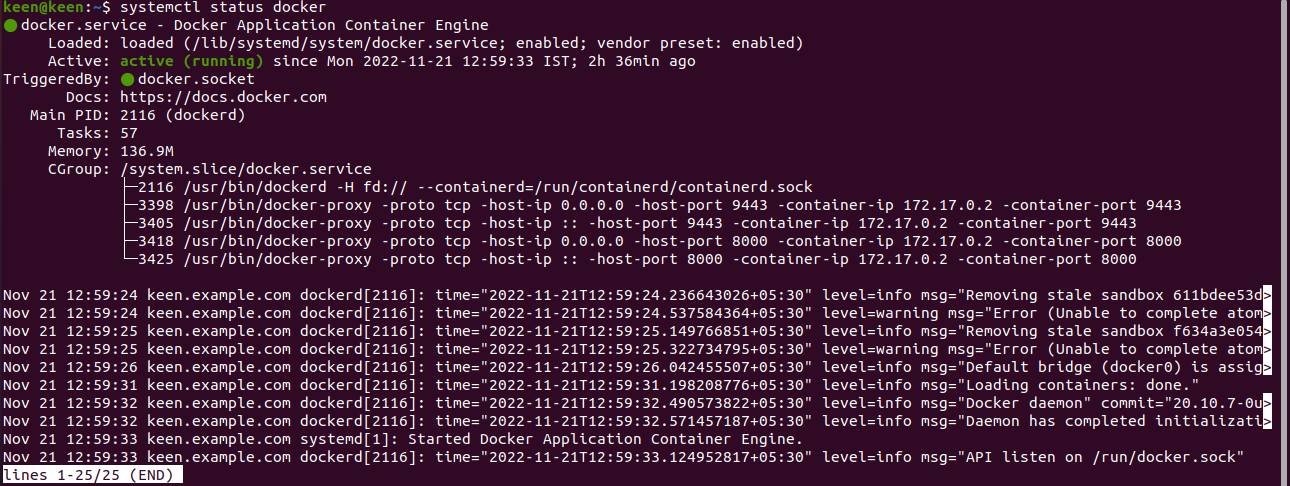 keen@keen:~$ systemctl status docker
● docker.service - Docker Application Container Engine
     Loaded: loaded (/lib/systemd/system/docker.service; enabled; vendor preset: enabled)
     Active: active (running) since Mon 2022-11-21 12:59:33 IST; 2h 36min ago
TriggeredBy: ● docker.socket
       Docs: https://docs.docker.com
   Main PID: 2116 (dockerd)
      Tasks: 57
     Memory: 136.9M
     CGroup: /system.slice/docker.service
             ├─2116 /usr/bin/dockerd -H fd:// --containerd=/run/containerd/containerd.sock
             ├─3398 /usr/bin/docker-proxy -proto tcp -host-ip 0.0.0.0 -host-port 9443 -container-ip 172.17.0.2 -container-port 9443
             ├─3405 /usr/bin/docker-proxy -proto tcp -host-ip :: -host-port 9443 -container-ip 172.17.0.2 -container-port 9443
             ├─3418 /usr/bin/docker-proxy -proto tcp -host-ip 0.0.0.0 -host-port 8000 -container-ip 172.17.0.2 -container-port 8000
             └─3425 /usr/bin/docker-proxy -proto tcp -host-ip :: -host-port 8000 -container-ip 172.17.0.2 -container-port 8000
Nov 21 12:59:24 keen.example.com dockerd[2116]: time="2022-11-21T12:59:24.236643026+05:30" level=info msg="Removing stale sandbox 611bdee53d>
Nov 21 12:59:24 keen.example.com dockerd[2116]: time="2022-11-21T12:59:24.537584364+05:30" level=warning msg="Error (Unable to complete atom>
Nov 21 12:59:25 keen.example.com dockerd[2116]: time="2022-11-21T12:59:25.149766851+05:30" level=info msg="Removing stale sandbox f634a3e054>
Nov 21 12:59:25 keen.example.com dockerd[2116]: time="2022-11-21T12:59:25.322734795+05:30" level=warning msg="Error (Unable to complete atom>
Nov 21 12:59:26 keen.example.com dockerd[2116]: time="2022-11-21T12:59:26.042455507+05:30" level=info msg="Default bridge (docker0) is assig>
Nov 21 12:59:31 keen.example.com dockerd[2116]: time="2022-11-21T12:59:31.198208776+05:30" level=info msg="Loading containers: done."
Nov 21 12:59:32 keen.example.com dockerd[2116]: time="2022-11-21T12:59:32.490573822+05:30" level=info msg="Docker daemon" commit="20.10.7-0u>
Nov 21 12:59:32 keen.example.com dockerd[2116]: time="2022-11-21T12:59:32.571457187+05:30" level=info msg="Daemon has completed initializati>
Nov 21 12:59:33 keen.example.com systemd[1]: Started Docker Application Container Engine.
Nov 21 12:59:33 keen.example.com dockerd[2116]: time="2022-11-21T12:59:33.124952817+05:30" level=info msg="API listen on /run/docker.sock"
lines 1-25/25 (END)